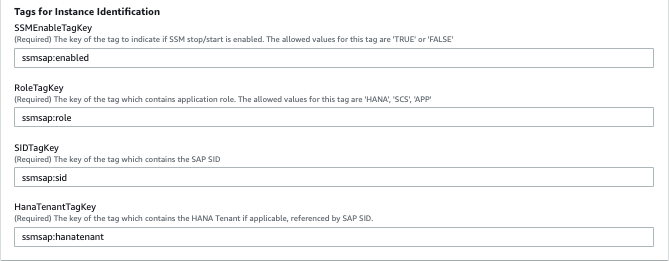 Tags for Instance Identification
SSMEnableTagKey
(Required) The key of the tag to indicate if SSM stop/start is enabled. The allowed values for this tag are 'TRUE' or 'FALSE'
ssmsap:enabled
RoleTagKey
(Required) The key of the tag which contains application role. The allowed values for this tag are 'HANA', 'SCS', 'APP'
ssmsap:role
SIDTagKey
(Required) The key of the tag which contains the SAP SID
ssmsap:sid
HanaTenantTagKey
(Required) The key of the tag which contains the HANA Tenant if applicable, referenced by SAP SID.
ssmsap:hanatenant